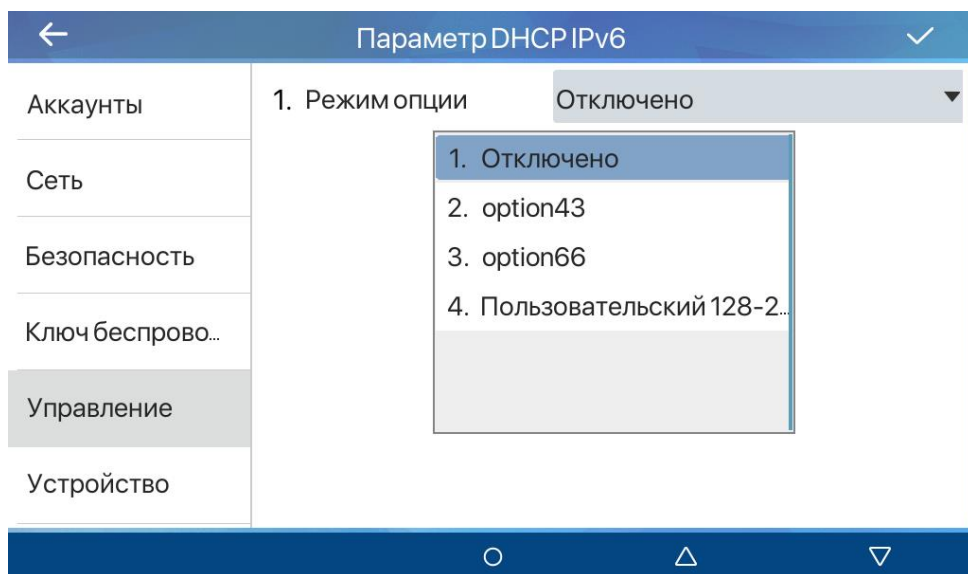 Параметр DHCP IPv6
Аккаунты
Сеть
Безопасность
Ключ беспрово...
Управление
Устройство
1. Режим опции Отключено
1. Отключено
2. option43
3. option66
4. Пользовательский 128-2...